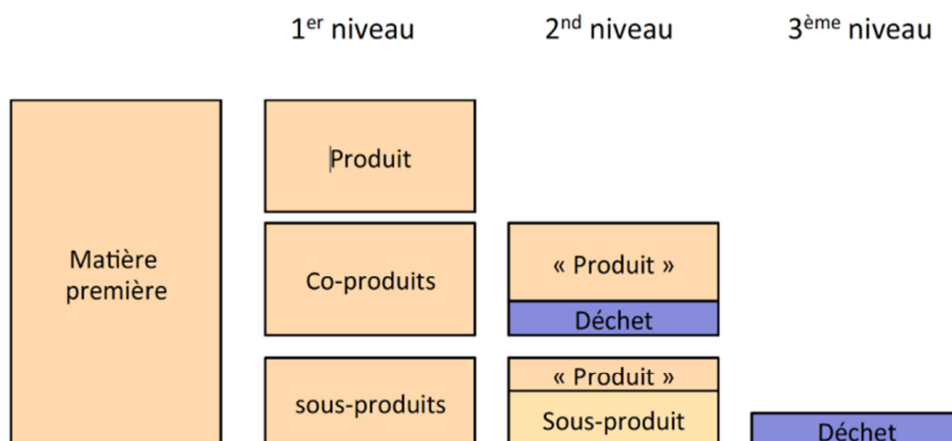 1er niveau
2nd niveau
3ème niveau
Matière
première
Produit
Co-produits
sous-produits
« Produit »
Déchet
« Produit »
Sous-produit
Déchet